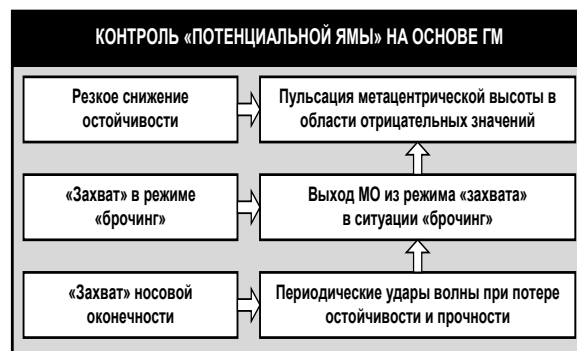 КОНТРОЛЬ «ПОТЕНЦИАЛЬНОЙ ЯМЫ» НА ОСНОВЕ ГМ
Резкое снижение
остойчивости
Пульсация метацентрической высоты в
области отрицательных значений
«Захват» в режиме
«брочинг»
Выход МО из режима «захвата»
в ситуации «брочинг»
«Захват» носовой
оконечности
Периодические удары волны при потере
остойчивости и прочности